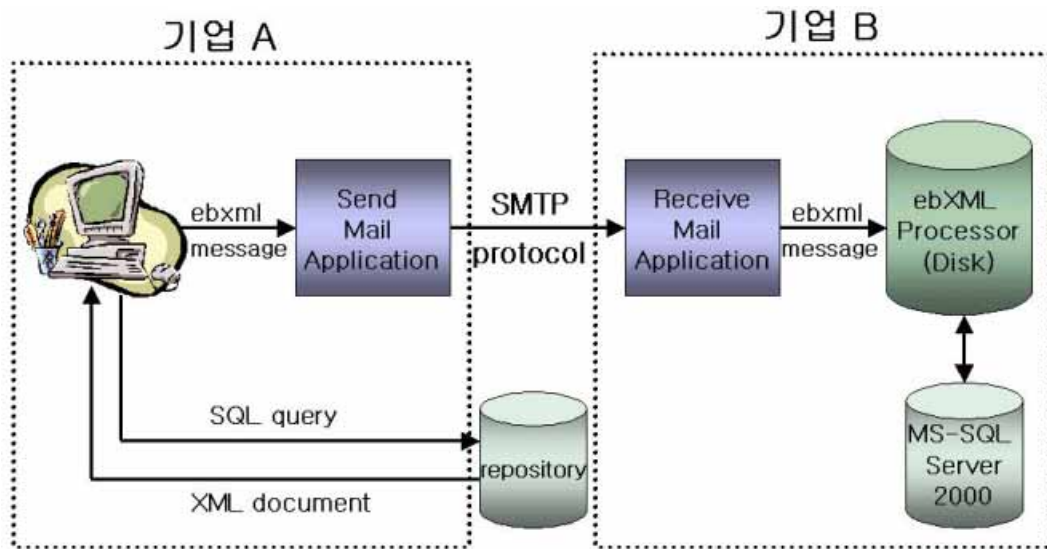 기업 A
기업 B
ebxml
message
Send
Mail
Application
SMTP
protocol
Receive
Mail
Application
ebxml
message
ebXML
Processor
(Disk)
SQL query
repository
XML document
MS-SQL
Server
2000